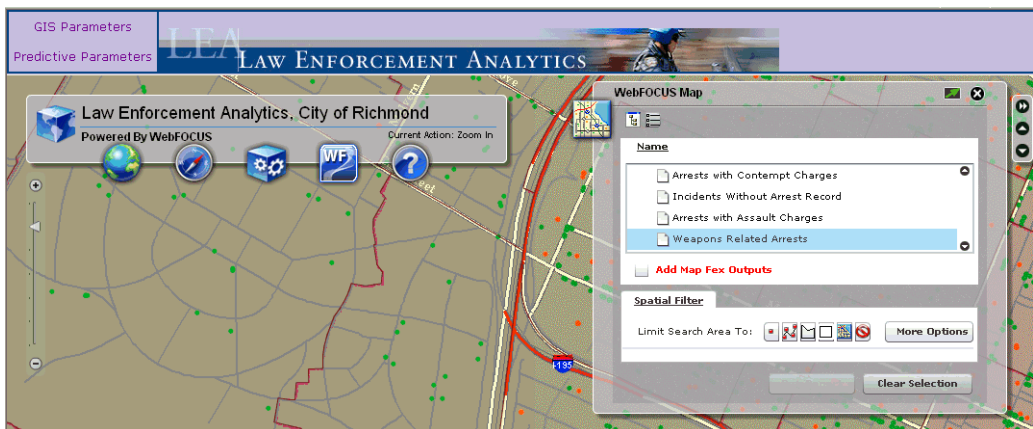 GIS Parameters
Predictive Parameters
LEA
LAW ENFORCEMENT ANALYTICS
Law Enforcement Analytics, City of Richmond
Powered By WebFOCUS
Current Action: Zoom In
WF
?
WebFOCUS Map
Name
Arrests with Contempt Charges
Incidents Without Arrest Record
Arrests with Assault Charges
Weapons Related Arrests
Add Map Fex Outputs
Spatial Filter
Limit Search Area To:
More Options
Clear Selection
I-195